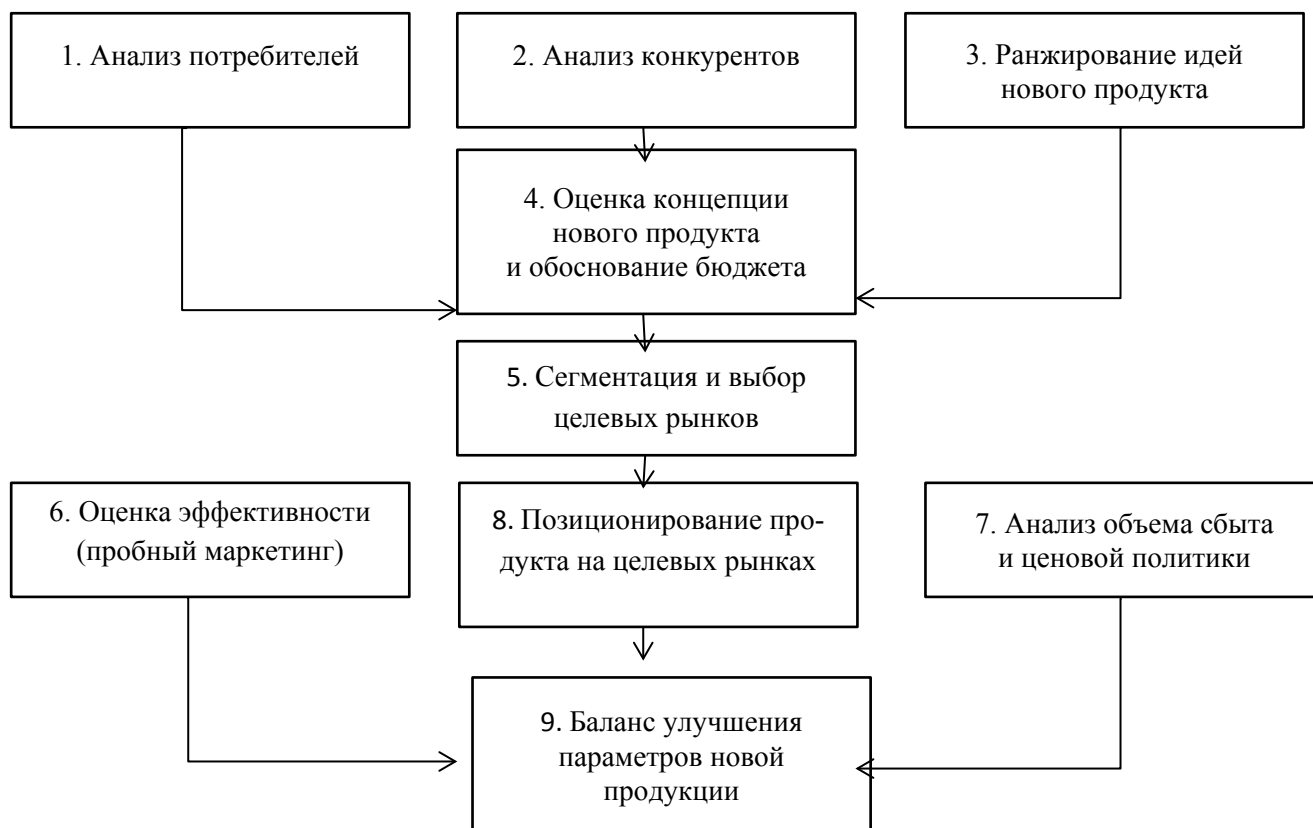 1. Анализ потребителей
2. Анализ конкурентов
3. Ранжирование идей
нового продукта
4. Оценка концепции
нового продукта
и обоснование бюджета
5. Сегментация и выбор
целевых рынков
6. Оценка эффективности
(пробный маркетинг)
8. Позиционирование про-
дукта на целевых рынках
7. Анализ объема сбыта
и ценовой политики
9. Баланс улучшения
параметров новой
продукции